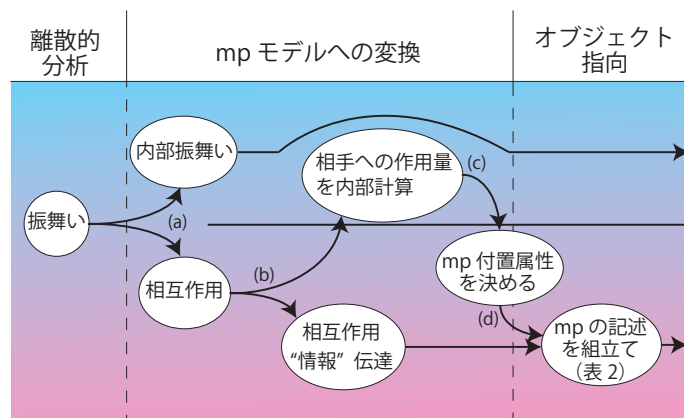 離散的
分析
mp モデルへの変換
オブジェクト
指向
内部振舞い
相手への作用量
を内部計算
(c)
振舞い
(a)
mp 付置属性
を決める
相互作用
(b)
(d)
相互作用
“情報” 伝達
mp の記述
を組立て
(表 2)